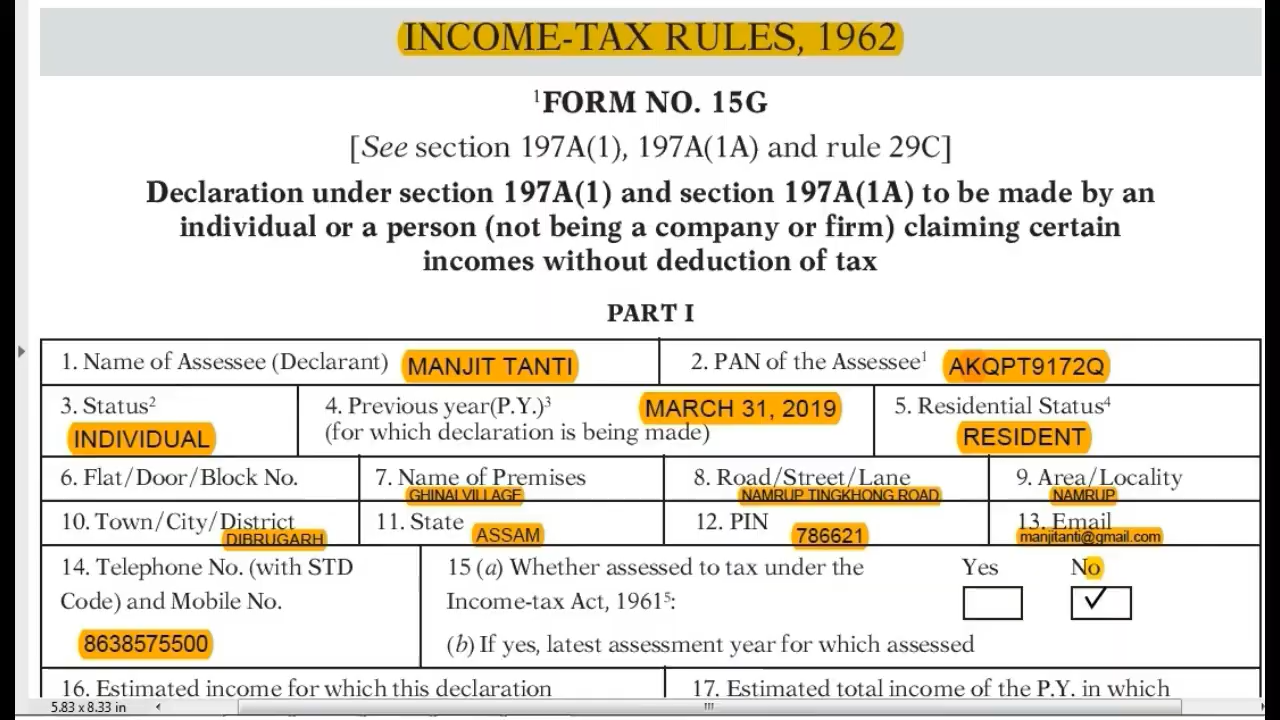 INCOME-TAX RULES, 1962
¹FORM NO. 15G
[See section 197A(1), 197A(1A) and rule 29C]
Declaration under section 197A(1) and section 197A(1A) to be made by an
individual or a person (not being a company or firm) claiming certain
incomes without deduction of tax
PART I
1. Name of Assessee (Declarant) MANJIT TANTI
2. PAN of the Assessee¹ AKQPT9172Q
3. Status²
INDIVIDUAL
4. Previous year(P.Y.)³ MARCH 31, 2019
(for which declaration is being made)
5. Residential Status⁴
RESIDENT
6. Flat/Door/Block No.
7. Name of Premises
GHINAI VILLAGE
8. Road/Street/Lane
NAMRUP TINGKHONG ROAD
9. Area/Locality
NAMRUP
10. Town/City/District
DIBRUGARH
11. State
ASSAM
12. PIN
786621
13. Email
manjitanti@gmail.com
14. Telephone No. (with STD
Code) and Mobile No.
8638575500
15 (a) Whether assessed to tax under the
Income-tax Act, 1961⁵:
Yes
No
✓
(b) If yes, latest assessment year for which assessed
16. Estimated income for which this declaration
17. Estimated total income of the P.Y. in which
5.83 x 8.33 in